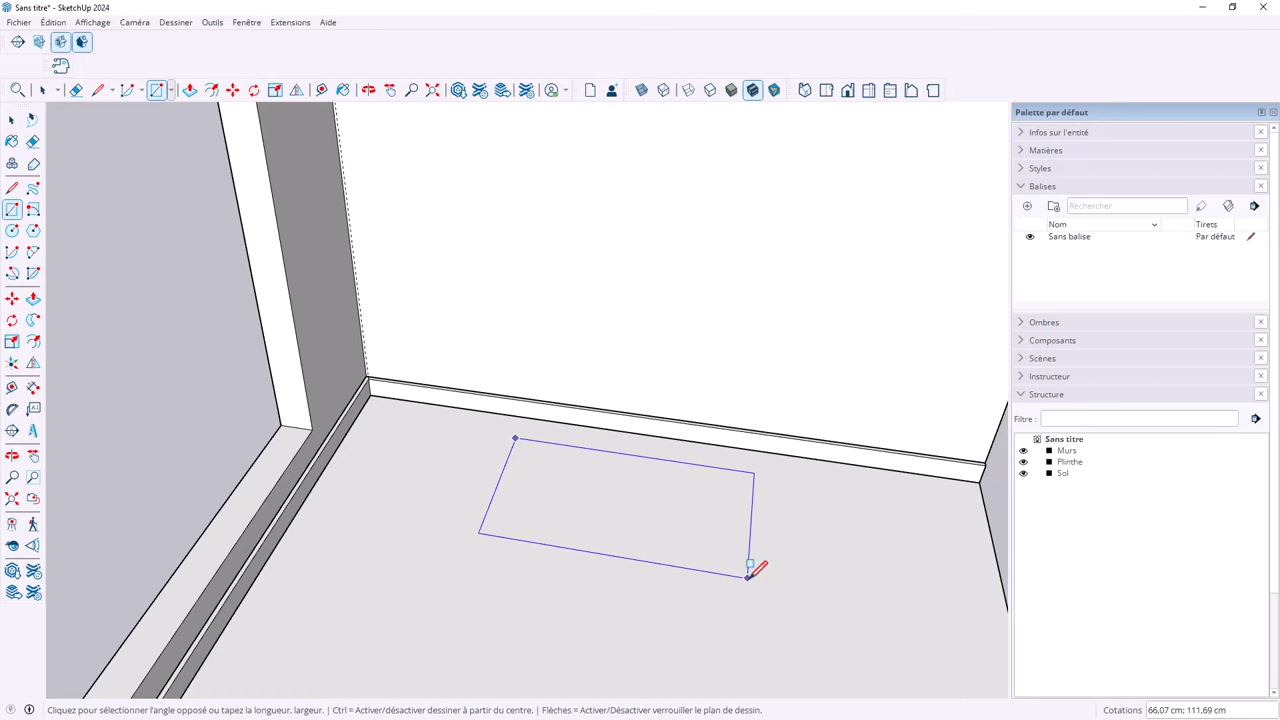 Sans titre* - SketchUp 2024
Fichier Édition Affichage Caméra Dessiner Outils Fenêtre Extensions Aide
Palette par défaut
Infos sur l'entité
Matières
Styles
Balises
Rechercher
Nom Tirets
Sans balise Par défaut
Ombres
Composants
Scènes
Instructeur
Structure
Filtre :
Sans titre
Murs
Plinthe
Sol
Cliquez pour sélectionner l'angle opposé ou tapez la longueur, largeur. | Ctrl = Activer/désactiver dessiner à partir du centre. | Flèches = Activer/Désactiver verrouiller le plan de dessin.
Cotations 66.07 cm; 111.69 cm